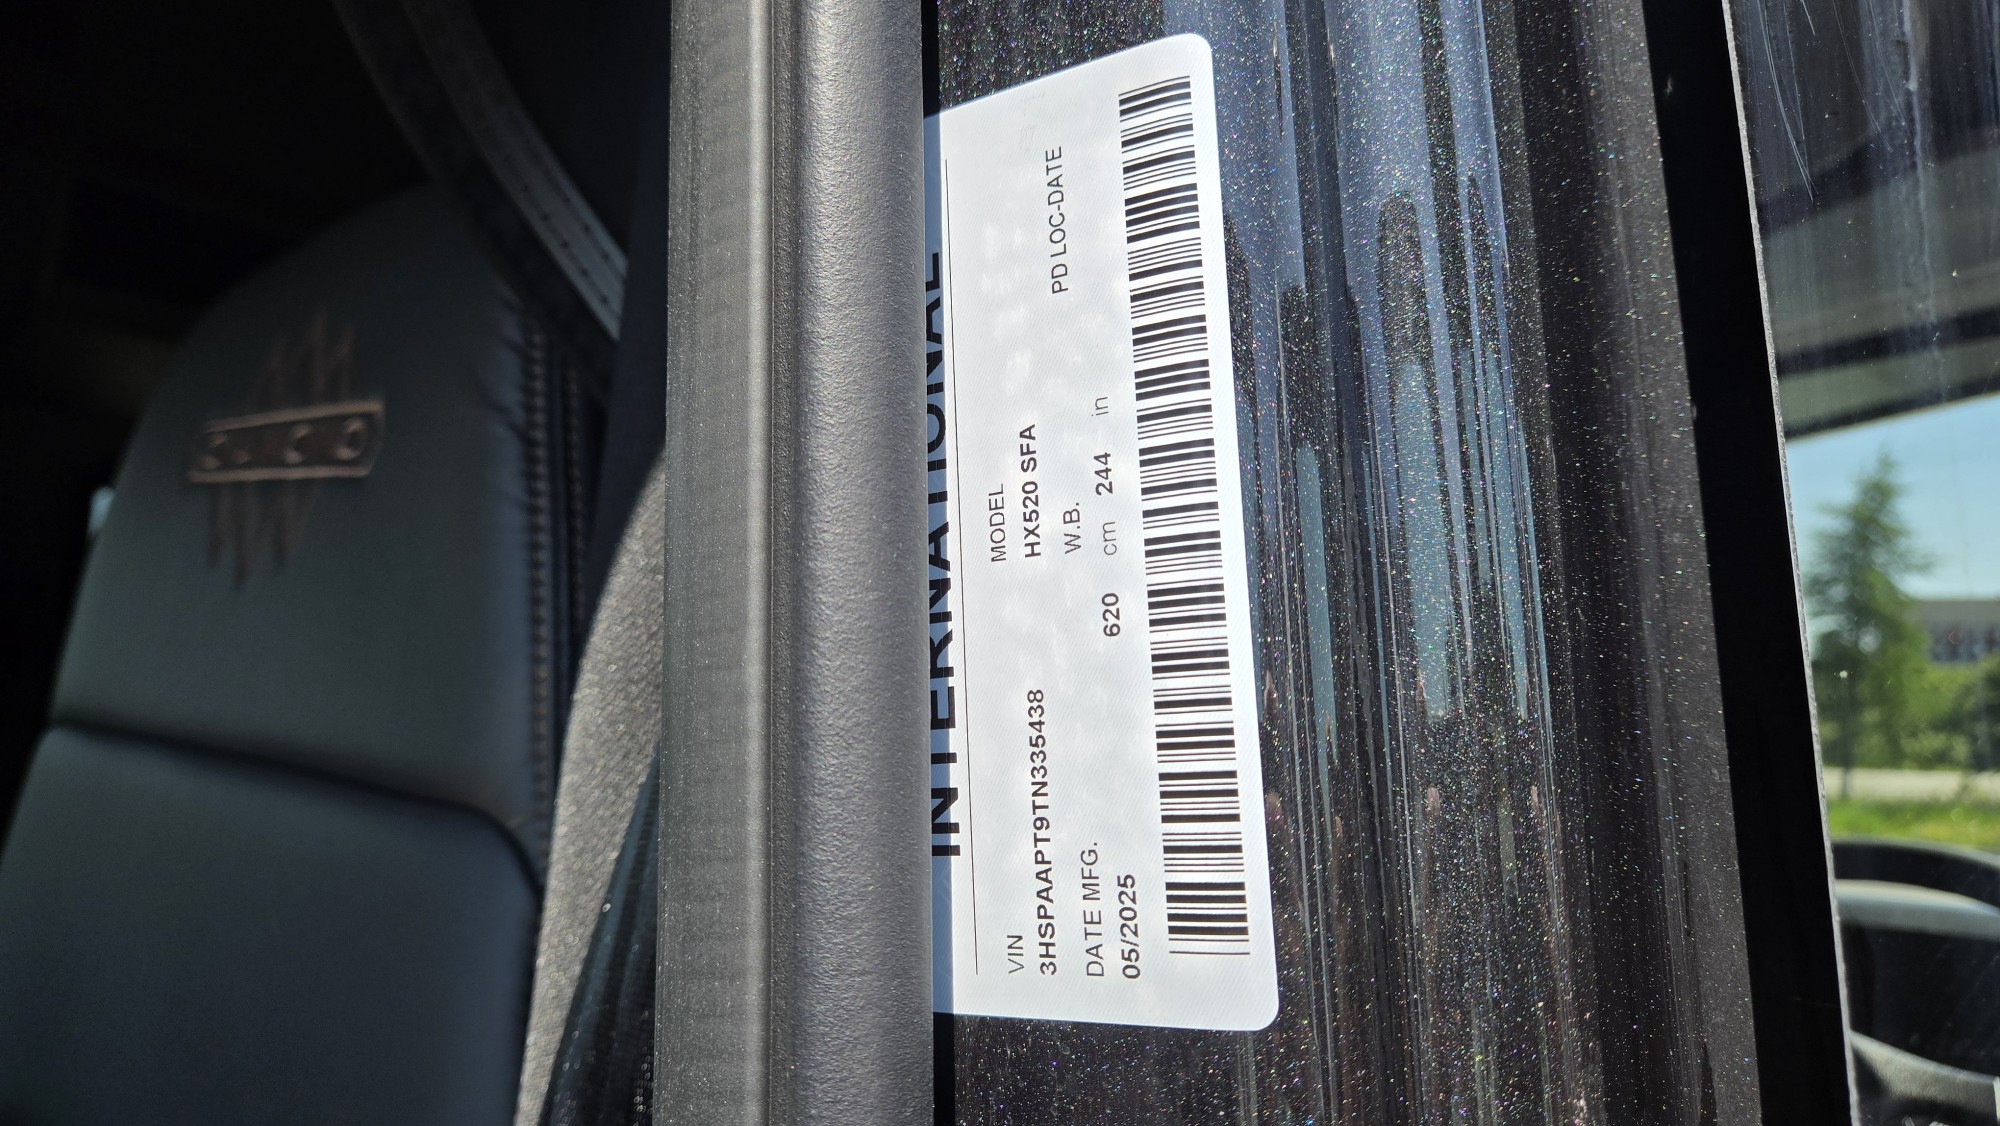 INTERNATIONAL
VIN
3HSPAAPT9TN335438
MODEL
HX520 SFA
DATE MFG.
05/2025
W.B.
620 cm 244 in
PD LOC-DATE